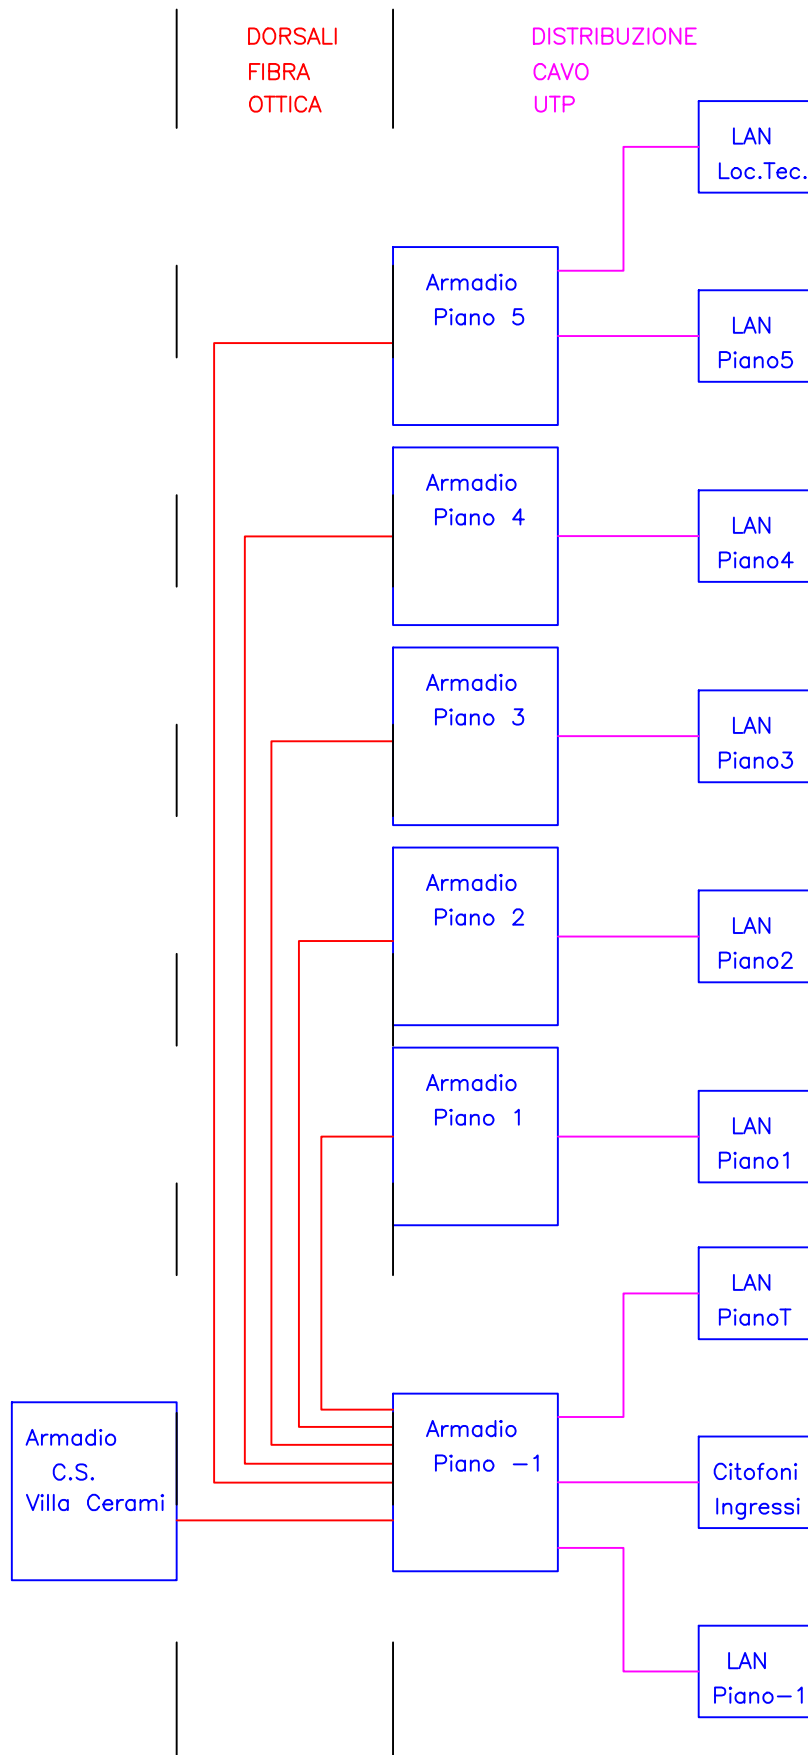 DORSALI
FIBRA
OTTICA
DISTRIBUZIONE
CAVO
UTP
LAN
Loc.Tec.
Armadio
Piano 5
LAN
Piano5
Armadio
Piano 4
LAN
Piano4
Armadio
Piano 3
LAN
Piano3
Armadio
Piano 2
LAN
Piano2
Armadio
Piano 1
LAN
Piano1
LAN
PianoT
Armadio
C.S.
Villa Cerami
Armadio
Piano -1
Citofoni
Ingressi
LAN
Piano-1